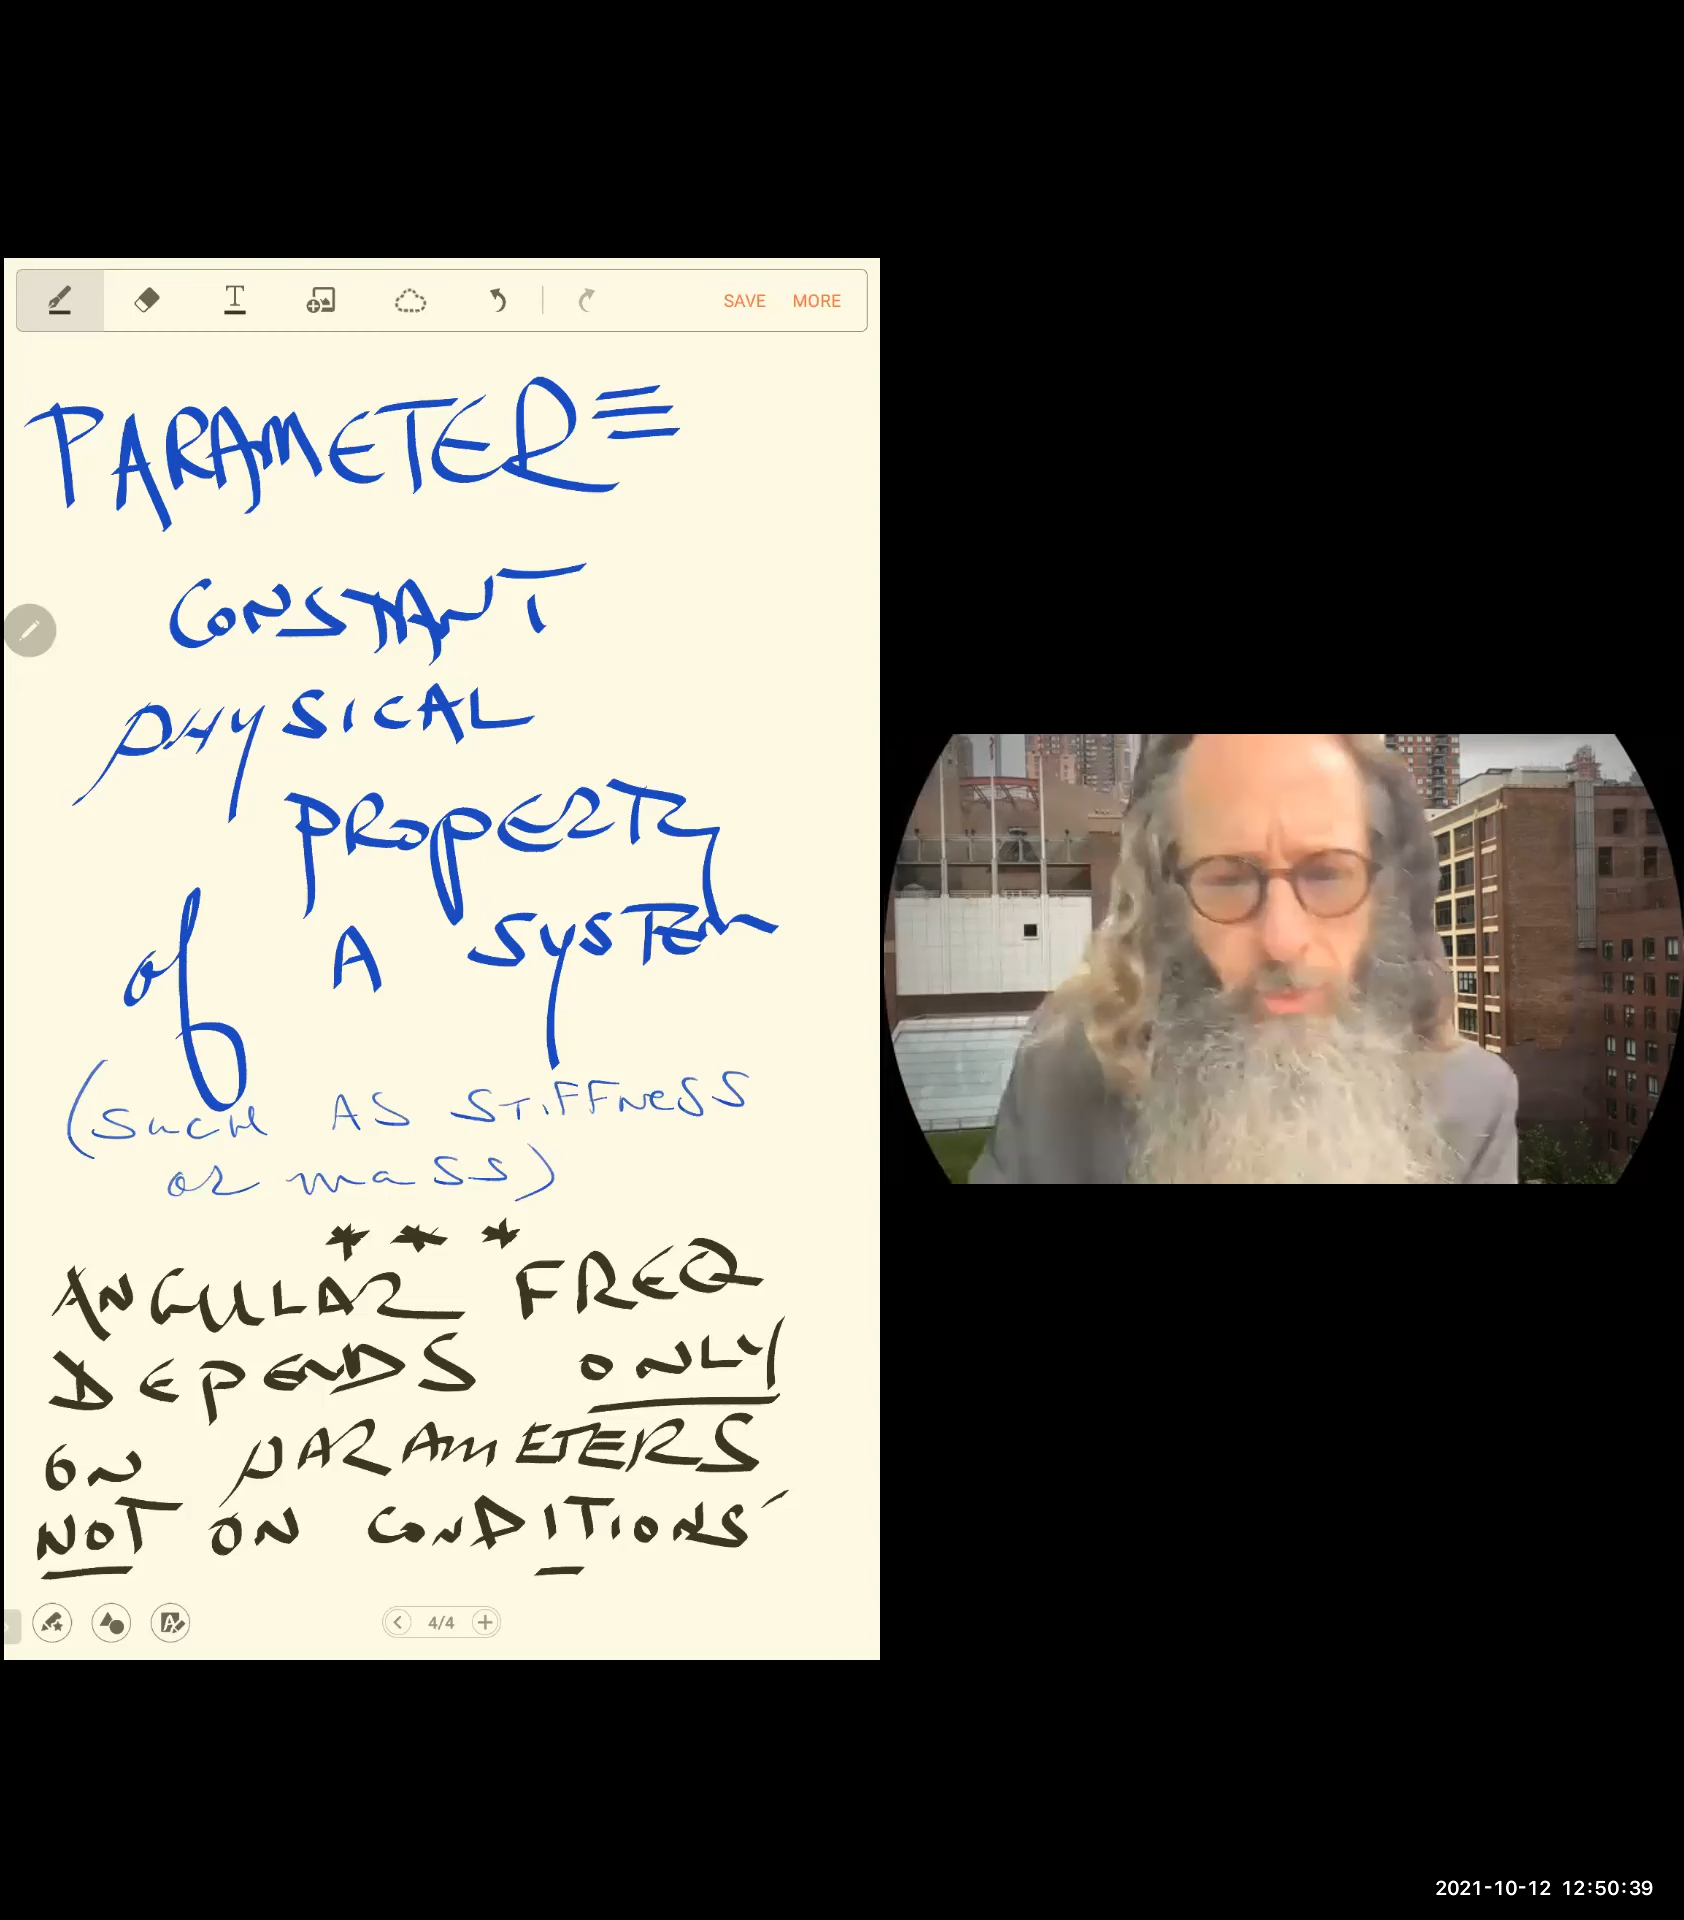 T
SAVE MORE
PARAMETER ≡
CONSTANT
PHYSICAL
PROPERTY
of A SYSTEM
(SUCH AS STIFFNESS
OR MASS)
* * *
ANGULAR FREQ
DEPENDS ONLY
ON PARAMETERS
NOT ON CONDITIONS
4/4
2021-10-12 12:50:39